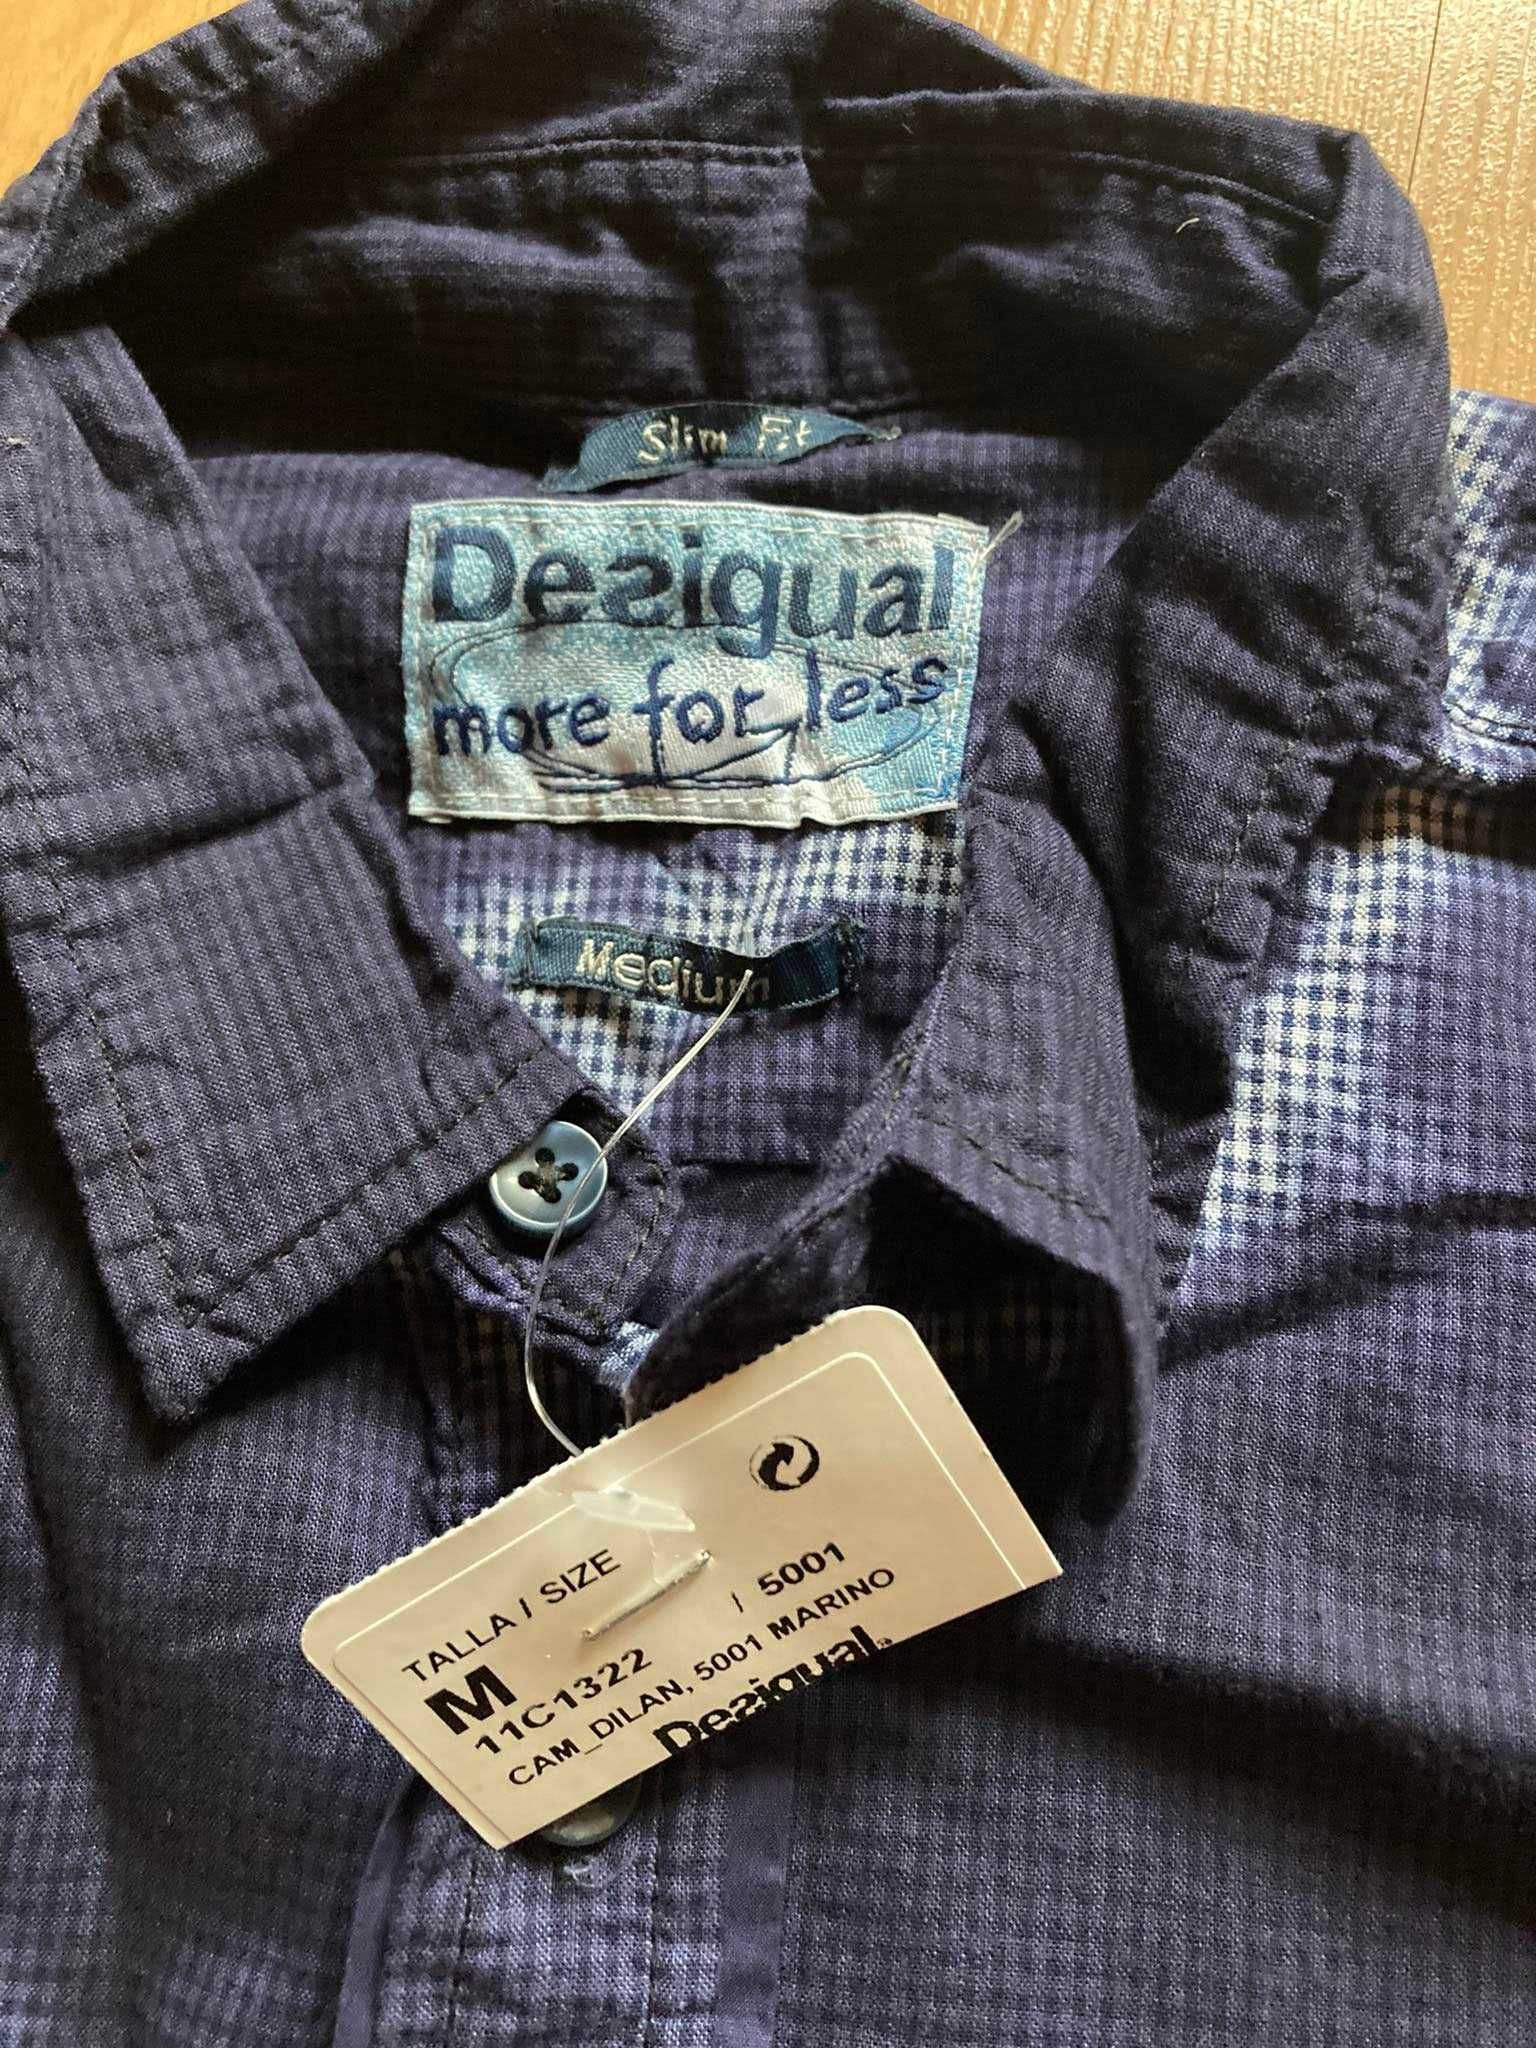 Slim Fit
Desigual
more for less
Medium
TALLA / SIZE
M
11C1322 / 5001
CAM_DILAN, 5001 MARINO
Desigual®